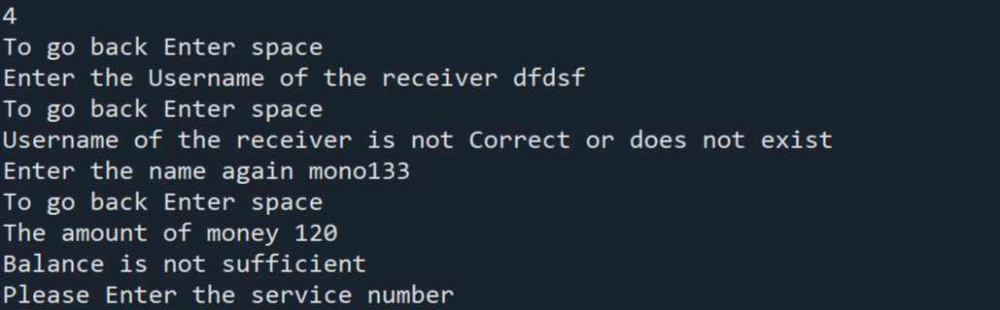 4
To go back Enter space
Enter the Username of the receiver dfdsf
To go back Enter space
Username of the receiver is not Correct or does not exist
Enter the name again mono133
To go back Enter space
The amount of money 120
Balance is not sufficient
Please Enter the service number